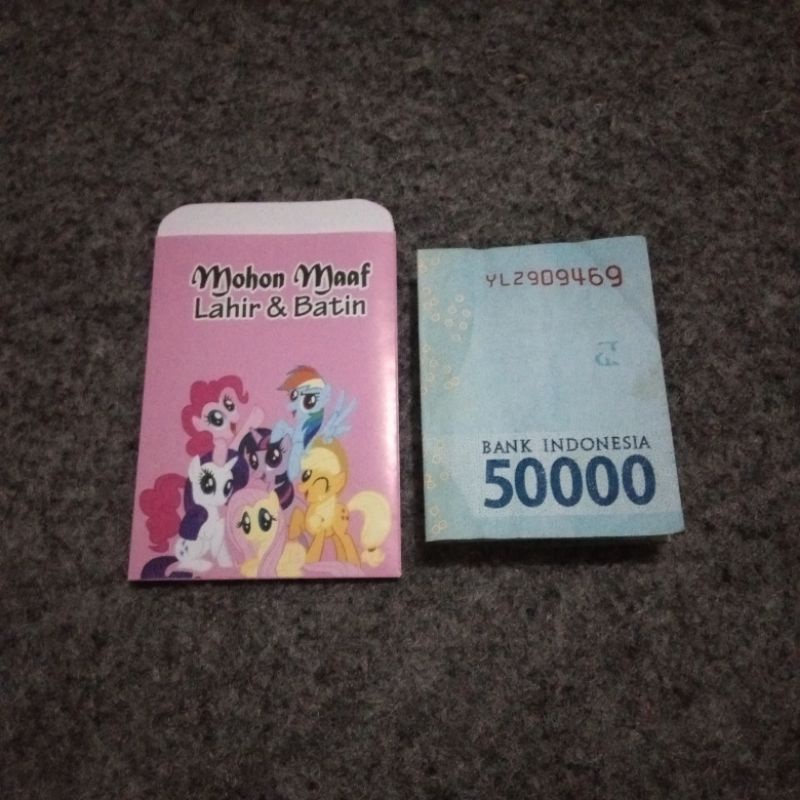 Mohon Maaf
Lahir & Batin
YLZ909469
BANK INDONESIA
50000